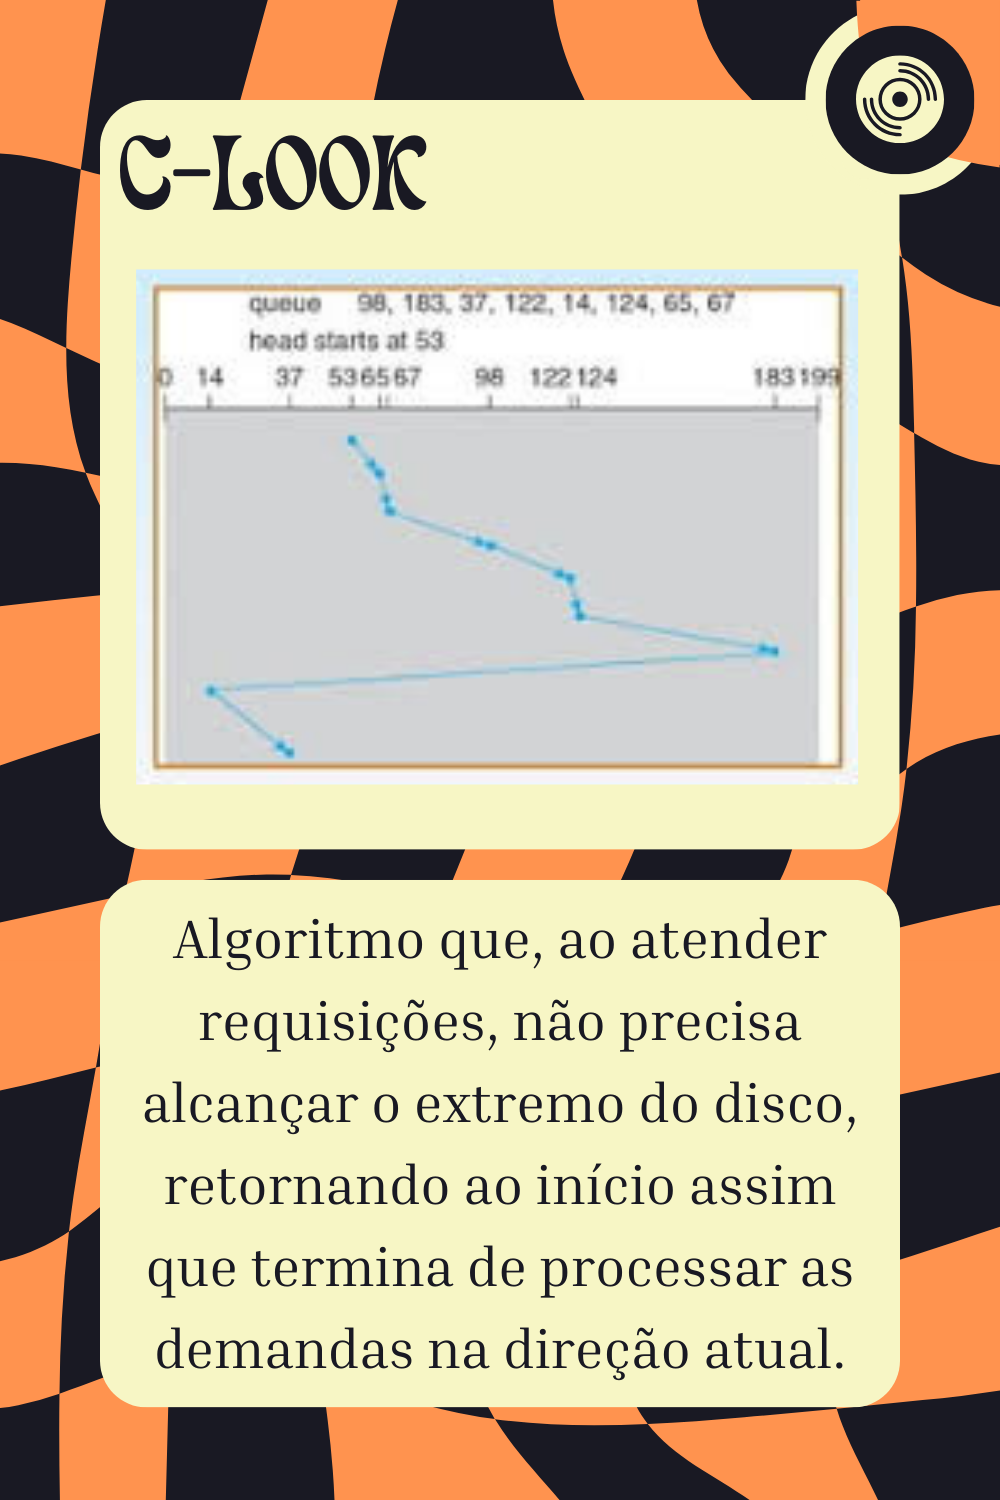 C-LOOK
queue 98, 183, 37, 122, 14, 124, 65, 67
head starts at 53
0 14 37 53 65 67 98 122 124 183 199
Algoritmo que, ao atender
requisições, não precisa
alcançar o extremo do disco,
retornando ao início assim
que termina de processar as
demandas na direção atual.